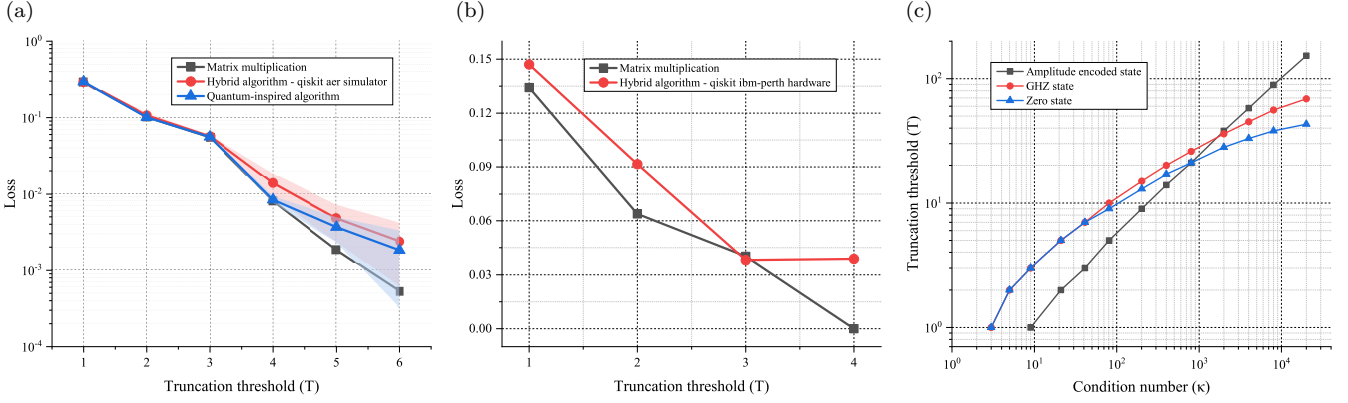 (a)
10^0
10^-1
10^-2
10^-3
10^-4
Loss
1 2 3 4 5 6
Truncation threshold (T)
Matrix multiplication
Hybrid algorithm - qiskit aer simulator
Quantum-inspired algorithm
(b)
0.15
0.12
0.09
0.06
0.03
0.00
Loss
1 2 3 4
Truncation threshold (T)
Matrix multiplication
Hybrid algorithm - qiskit ibm-perth hardware
(c)
10^2
10^1
10^0
Truncation threshold (T)
10^0 10^1 10^2 10^3 10^4
Condition number (κ)
Amplitude encoded state
GHZ state
Zero state